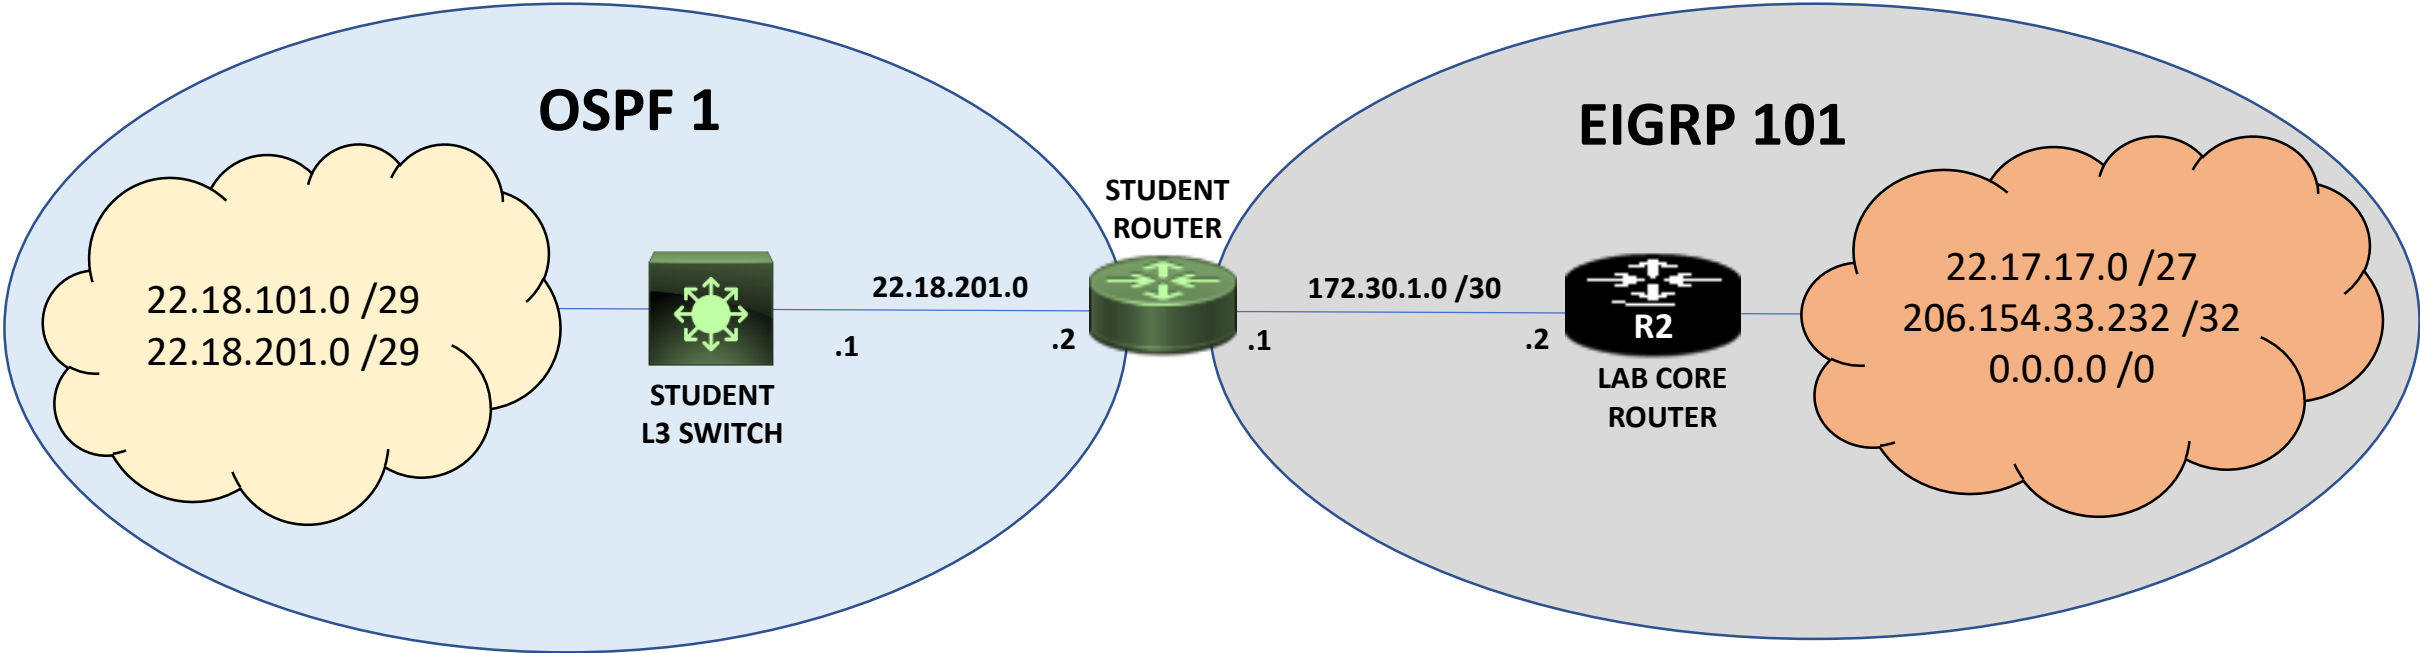 OSPF 1
22.18.101.0 /29
22.18.201.0 /29
STUDENT
L3 SWITCH
22.18.201.0
.1
.2
STUDENT
ROUTER
EIGRP 101
172.30.1.0 /30
.1
.2
R2
LAB CORE
ROUTER
22.17.17.0 /27
206.154.33.232 /32
0.0.0.0 /0